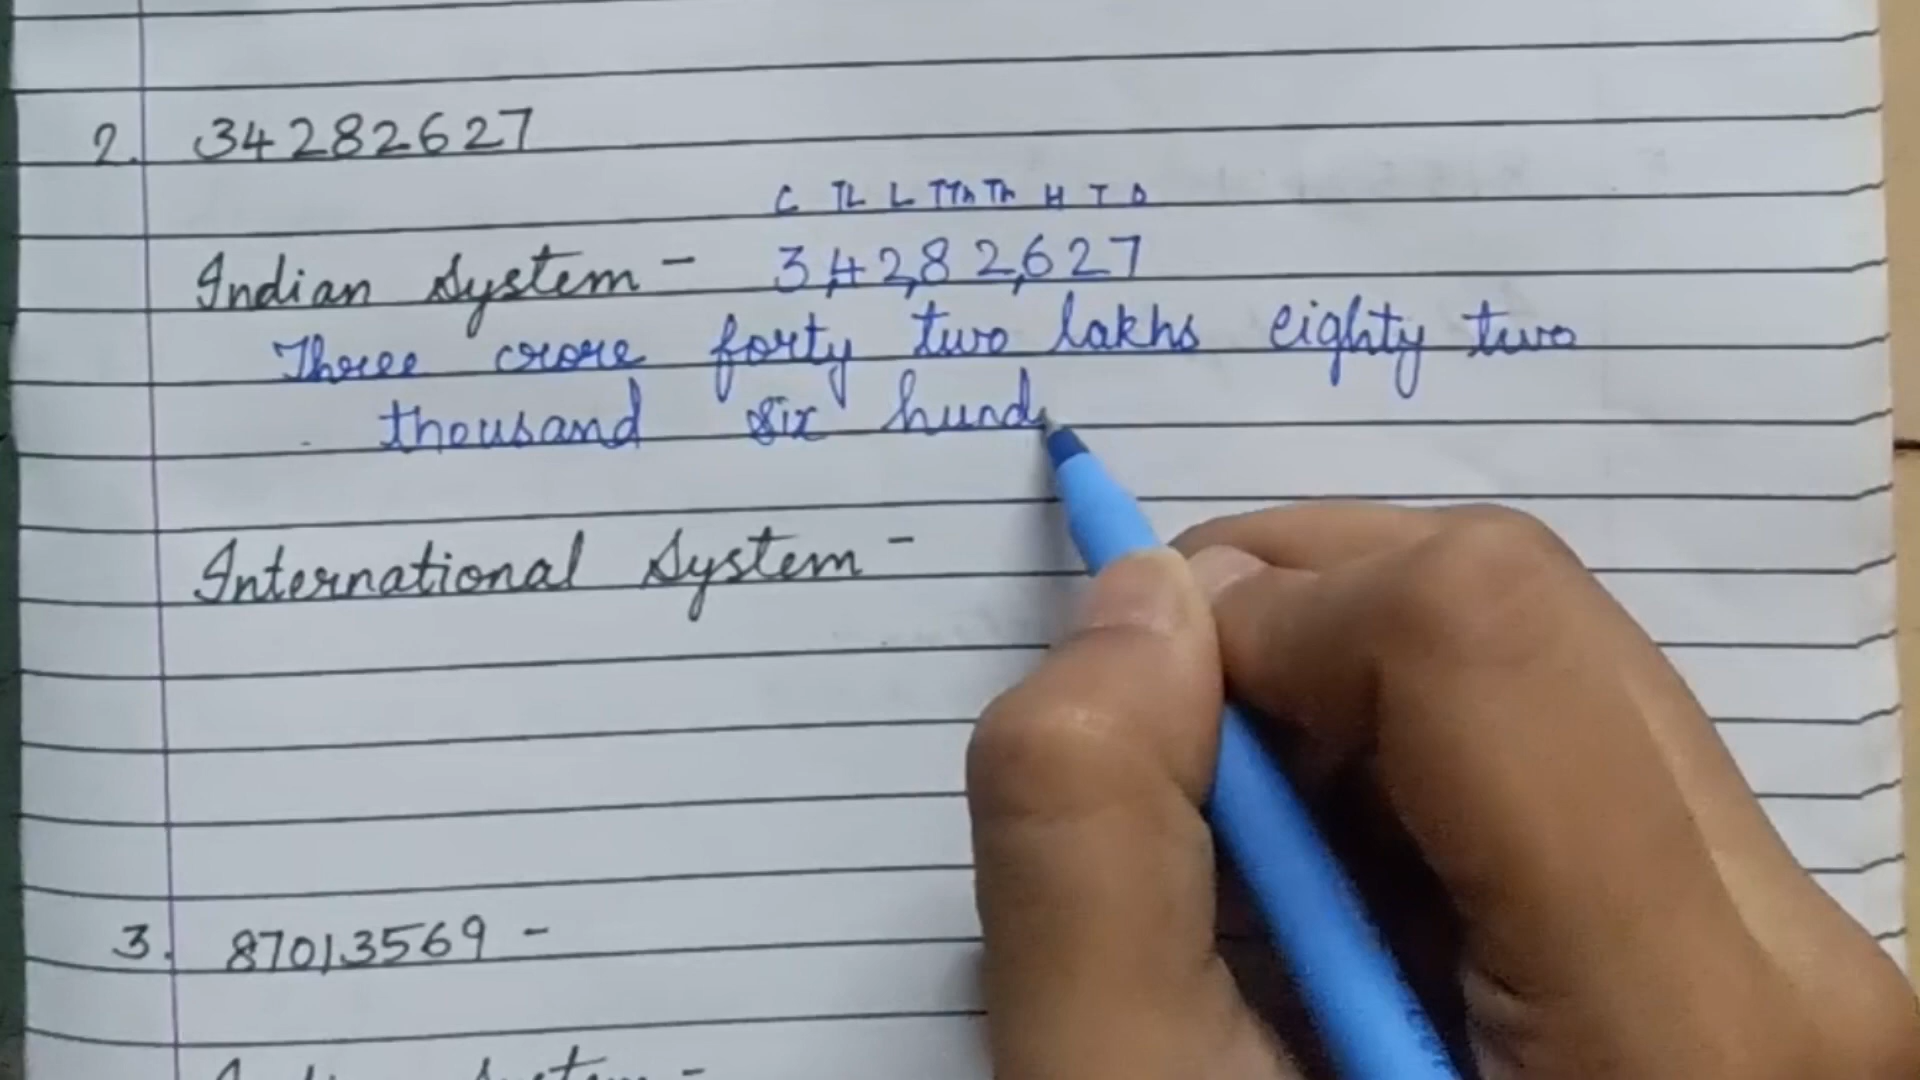 2. 34282627
C TL L TTh Th H T O
Indian System - 3,42,82,627
Three crore forty two lakhs eighty two
thousand six hund
International System -
3. 87013569 -
System -